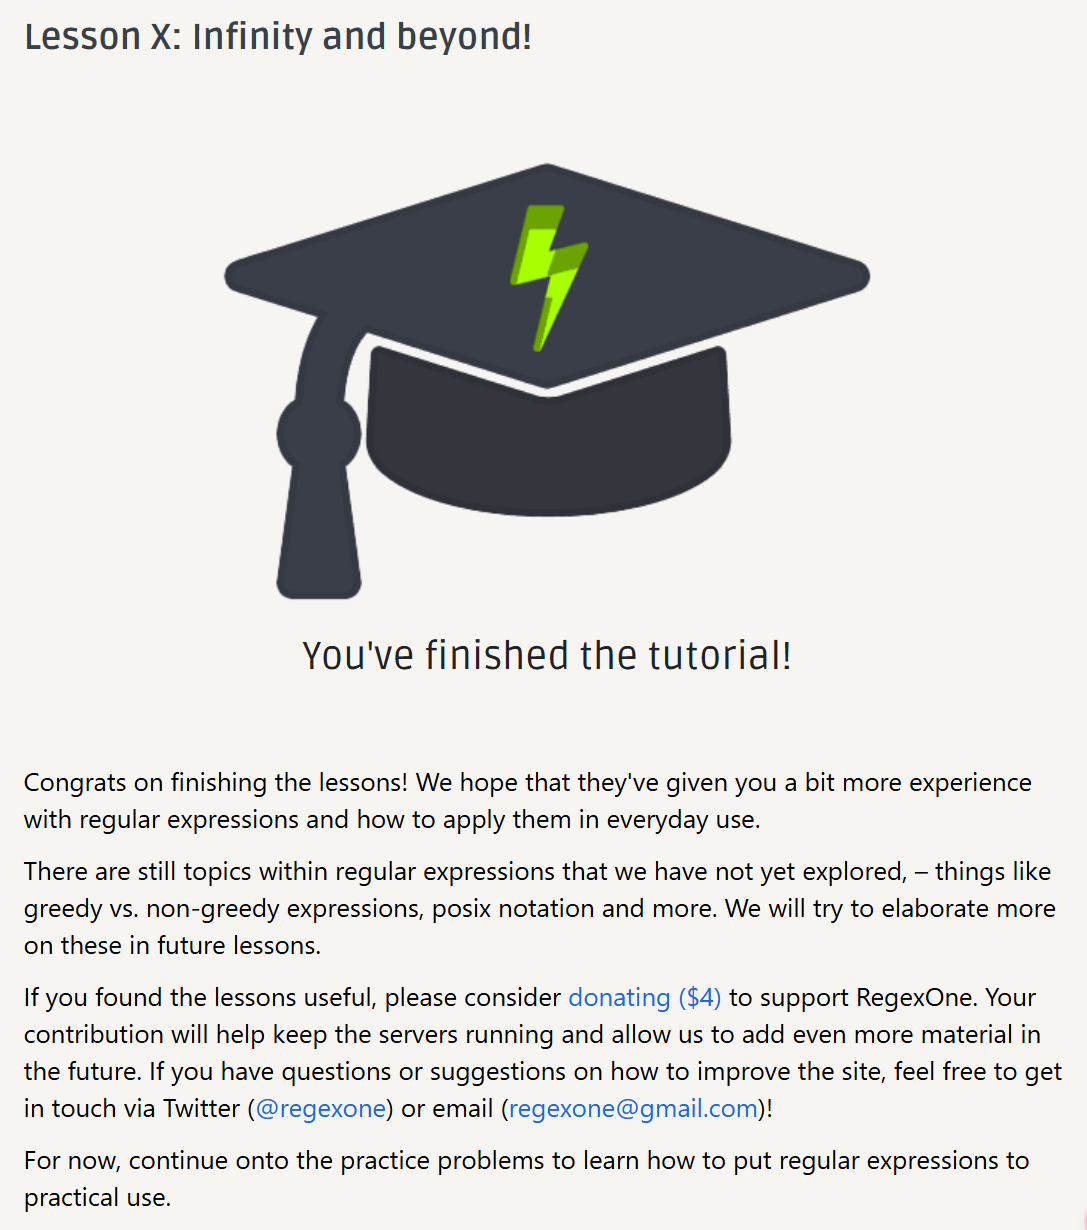 Lesson X: Infinity and beyond!
You've finished the tutorial!
Congrats on finishing the lessons! We hope that they've given you a bit more experience
with regular expressions and how to apply them in everyday use.
There are still topics within regular expressions that we have not yet explored, – things like
greedy vs. non-greedy expressions, posix notation and more. We will try to elaborate more
on these in future lessons.
If you found the lessons useful, please consider donating ($4) to support RegexOne. Your
contribution will help keep the servers running and allow us to add even more material in
the future. If you have questions or suggestions on how to improve the site, feel free to get
in touch via Twitter (@regexone) or email (regexone@gmail.com)!
For now, continue onto the practice problems to learn how to put regular expressions to
practical use.